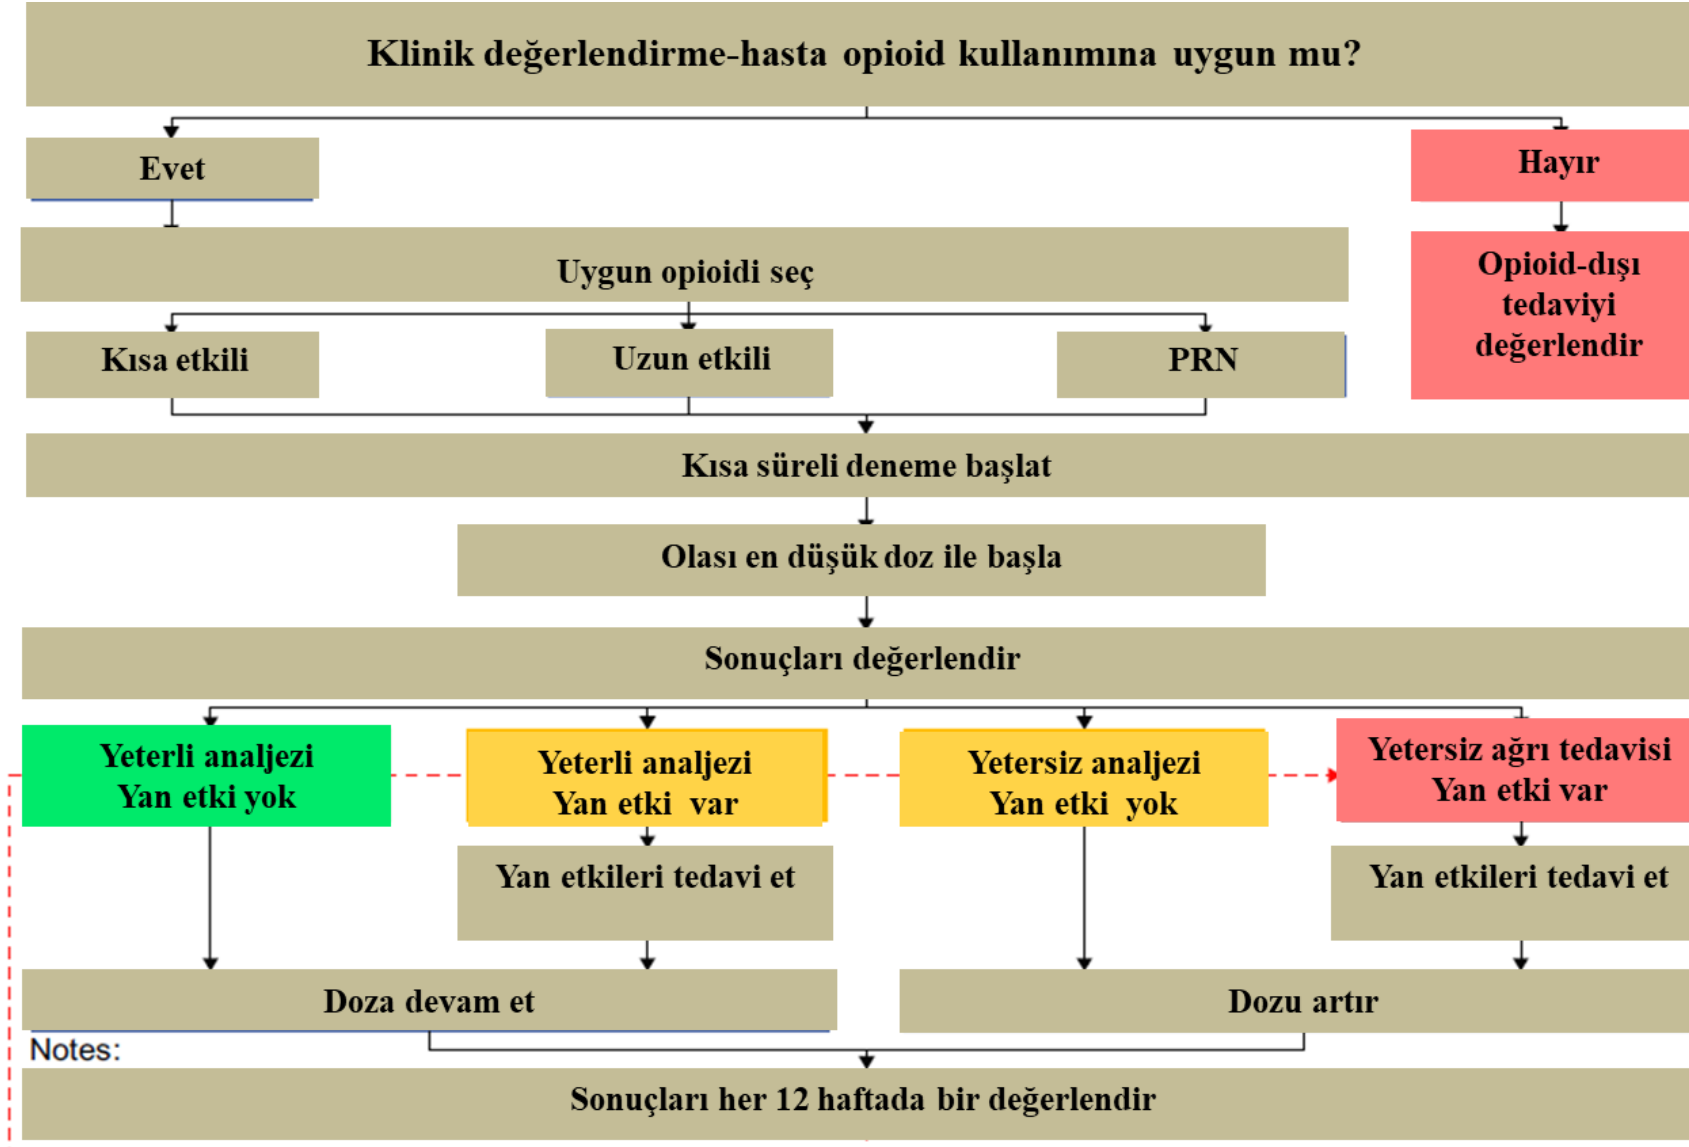 Klinik değerlendirme-hasta opioid kullanımına uygun mu?
Evet
Hayır
Uygun opioidi seç
Opioid-dışı
tedaviyi
değerlendir
Kısa etkili
Uzun etkili
PRN
Kısa süreli deneme başlat
Olası en düşük doz ile başla
Sonuçları değerlendir
Yeterli analjezi
Yan etki yok
Yeterli analjezi
Yan etki var
Yetersiz analjezi
Yan etki yok
Yetersiz ağrı tedavisi
Yan etki var
Yan etkileri tedavi et
Yan etkileri tedavi et
Doza devam et
Dozu artır
Notes:
Sonuçları her 12 haftada bir değerlendir